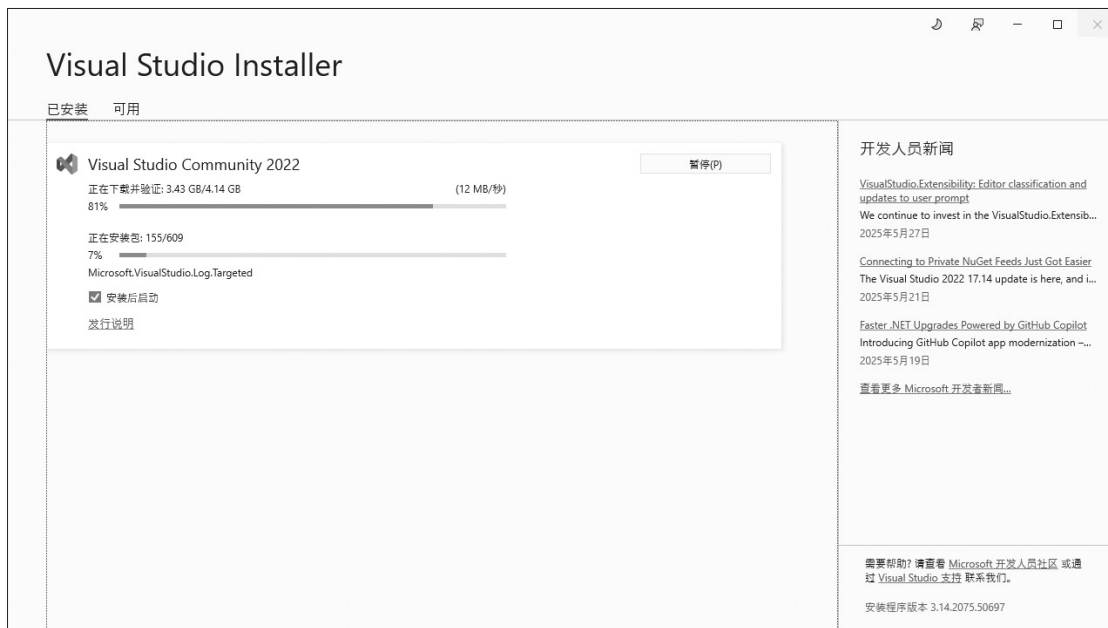 Visual Studio Installer
已安装 可用
Visual Studio Community 2022
暂停(P)
正在下载并验证: 3.43 GB/4.14 GB (12 MB/秒)
81%
正在安装包: 155/609
7%
Microsoft.VisualStudio.Log.Targeted
安装后启动
发行说明
开发人员新闻
VisualStudio.Extensibility: Editor classification and
updates to user prompt
We continue to invest in the VisualStudio.Extensib...
2025年5月27日
Connecting to Private NuGet Feeds Just Got Easier
The Visual Studio 2022 17.14 update is here, and i...
2025年5月21日
Faster .NET Upgrades Powered by GitHub Copilot
Introducing GitHub Copilot app modernization –...
2025年5月19日
查看更多 Microsoft 开发者新闻...
需要帮助? 请查看 Microsoft 开发人员社区 或通
过 Visual Studio 支持 联系我们。
安装程序版本 3.14.2075.50697